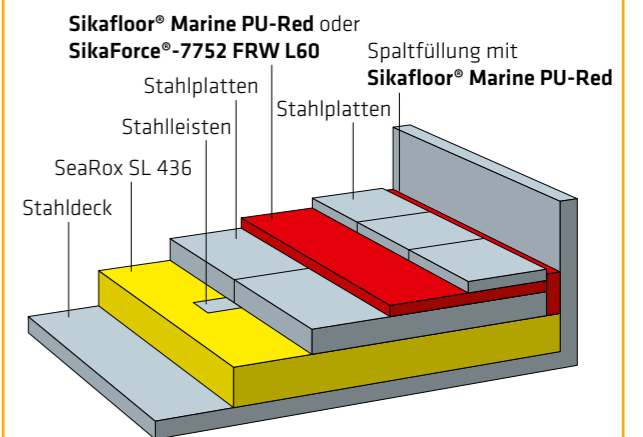 Sikafloor® Marine PU-Red oder
SikaForce®-7752 FRW L60
Spaltfüllung mit
Sikafloor® Marine PU-Red
Stahlplatten
Stahlplatten
Stahlleisten
SeaRox SL 436
Stahldeck